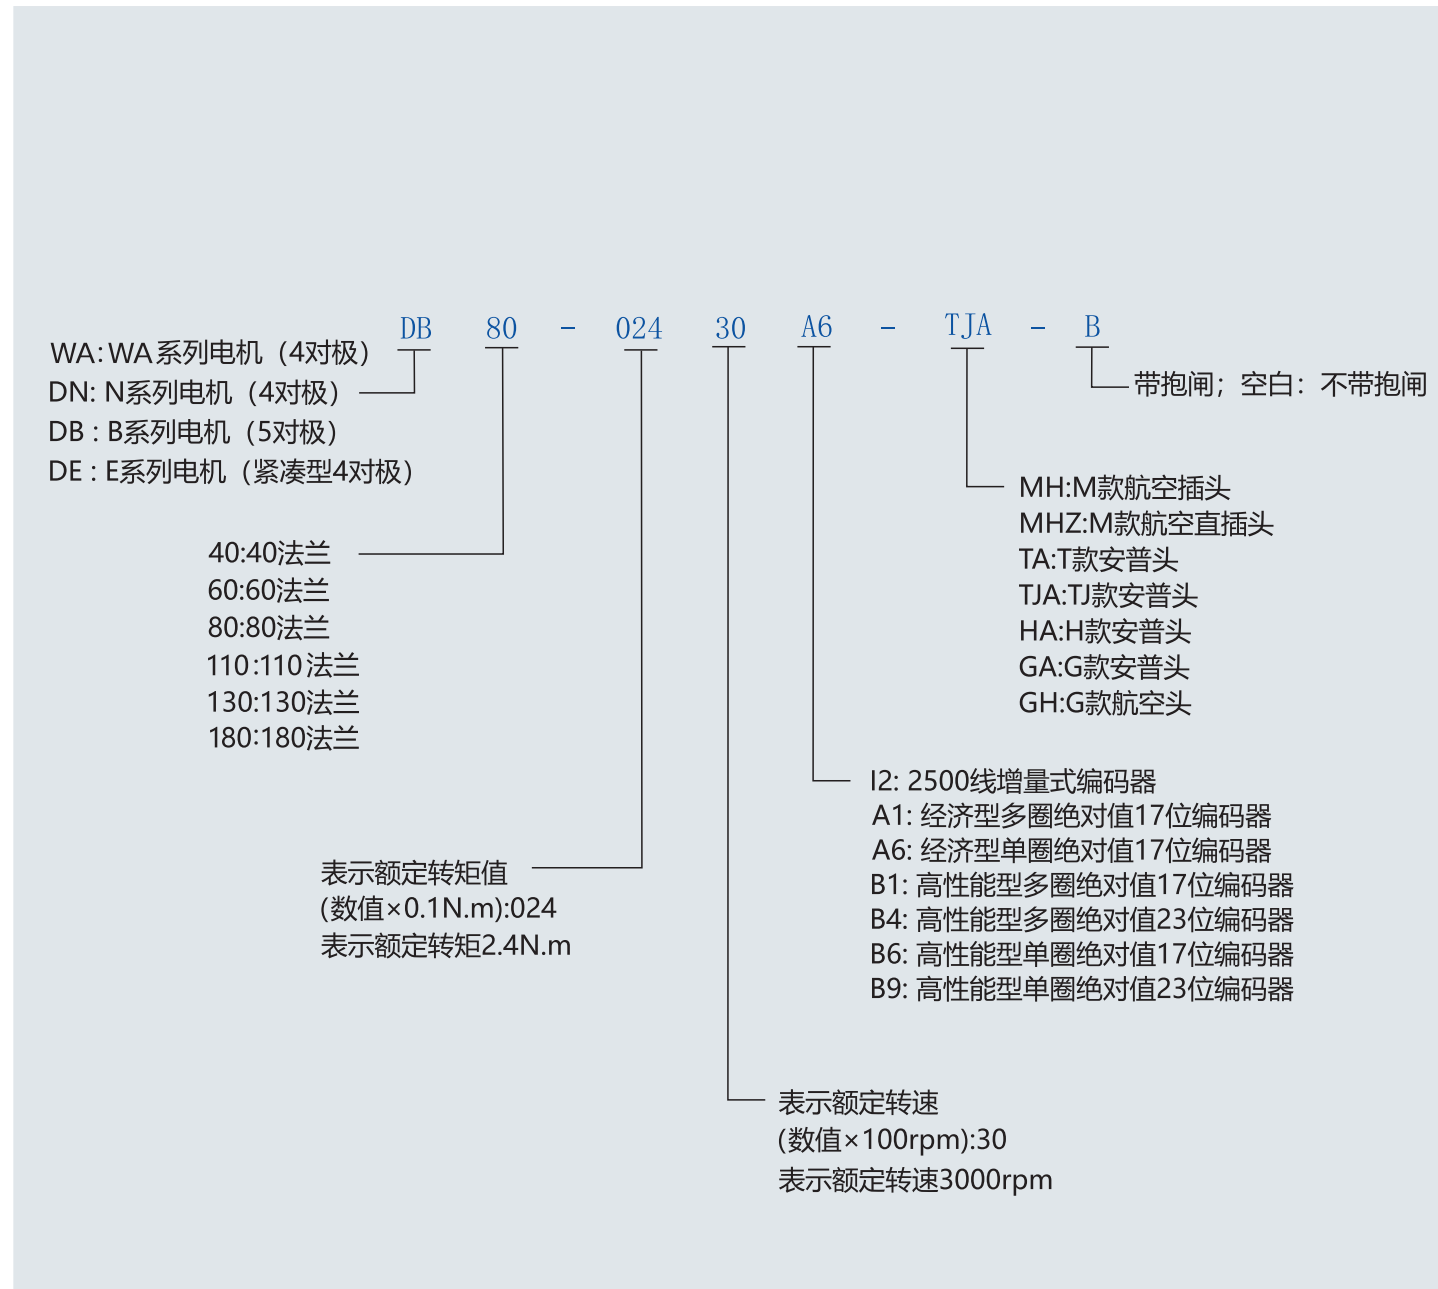 DB 80 - 024 30 A6 - TJA - B
WA: WA系列电机（4对极）
DN: N系列电机（4对极）
DB : B系列电机（5对极）
DE : E系列电机（紧凑型4对极）
带抱闸；空白：不带抱闸
40:40法兰
60:60法兰
80:80法兰
110:110法兰
130:130法兰
180:180法兰
MH:M款航空插头
MHZ:M款航空直插头
TA:T款安普头
TJA:TJ款安普头
HA:H款安普头
GA:G款安普头
GH:G款航空头
I2: 2500线增量式编码器
A1: 经济型多圈绝对值17位编码器
A6: 经济型单圈绝对值17位编码器
B1: 高性能型多圈绝对值17位编码器
B4: 高性能型多圈绝对值23位编码器
B6: 高性能型单圈绝对值17位编码器
B9: 高性能型单圈绝对值23位编码器
表示额定转矩值
(数值×0.1N.m):024
表示额定转矩2.4N.m
表示额定转速
(数值×100rpm):30
表示额定转速3000rpm